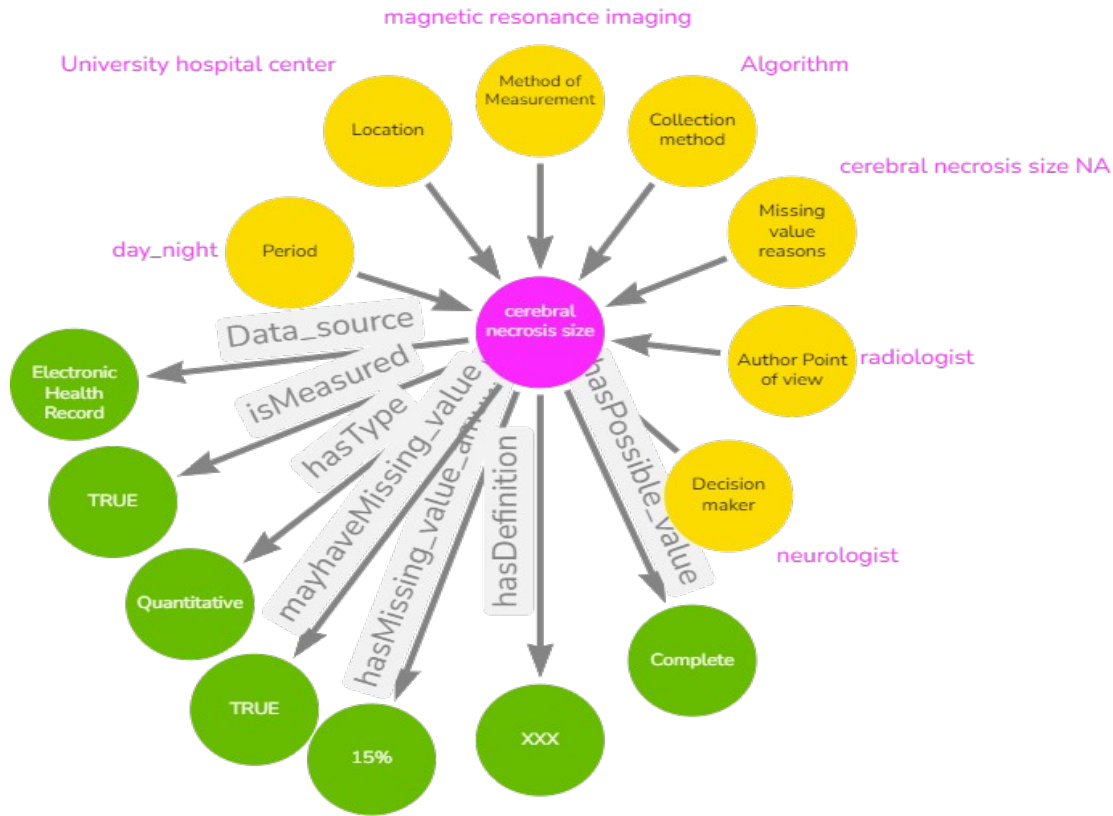 magnetic resonance imaging
University hospital center
Algorithm
Method of
Measurement
Location
Collection
method
cerebral necrosis size NA
Missing
value
reasons
day_night
Period
cerebral
necrosis size
Data_source
Author Point
of view
radiologist
Electronic
Health
Record
isMeasured
hasType
mayhaveMissing_value
hasDefinition
hasPossible_value
Decision
maker
neurologist
TRUE
Quantitative
Complete
TRUE
15%
XXX